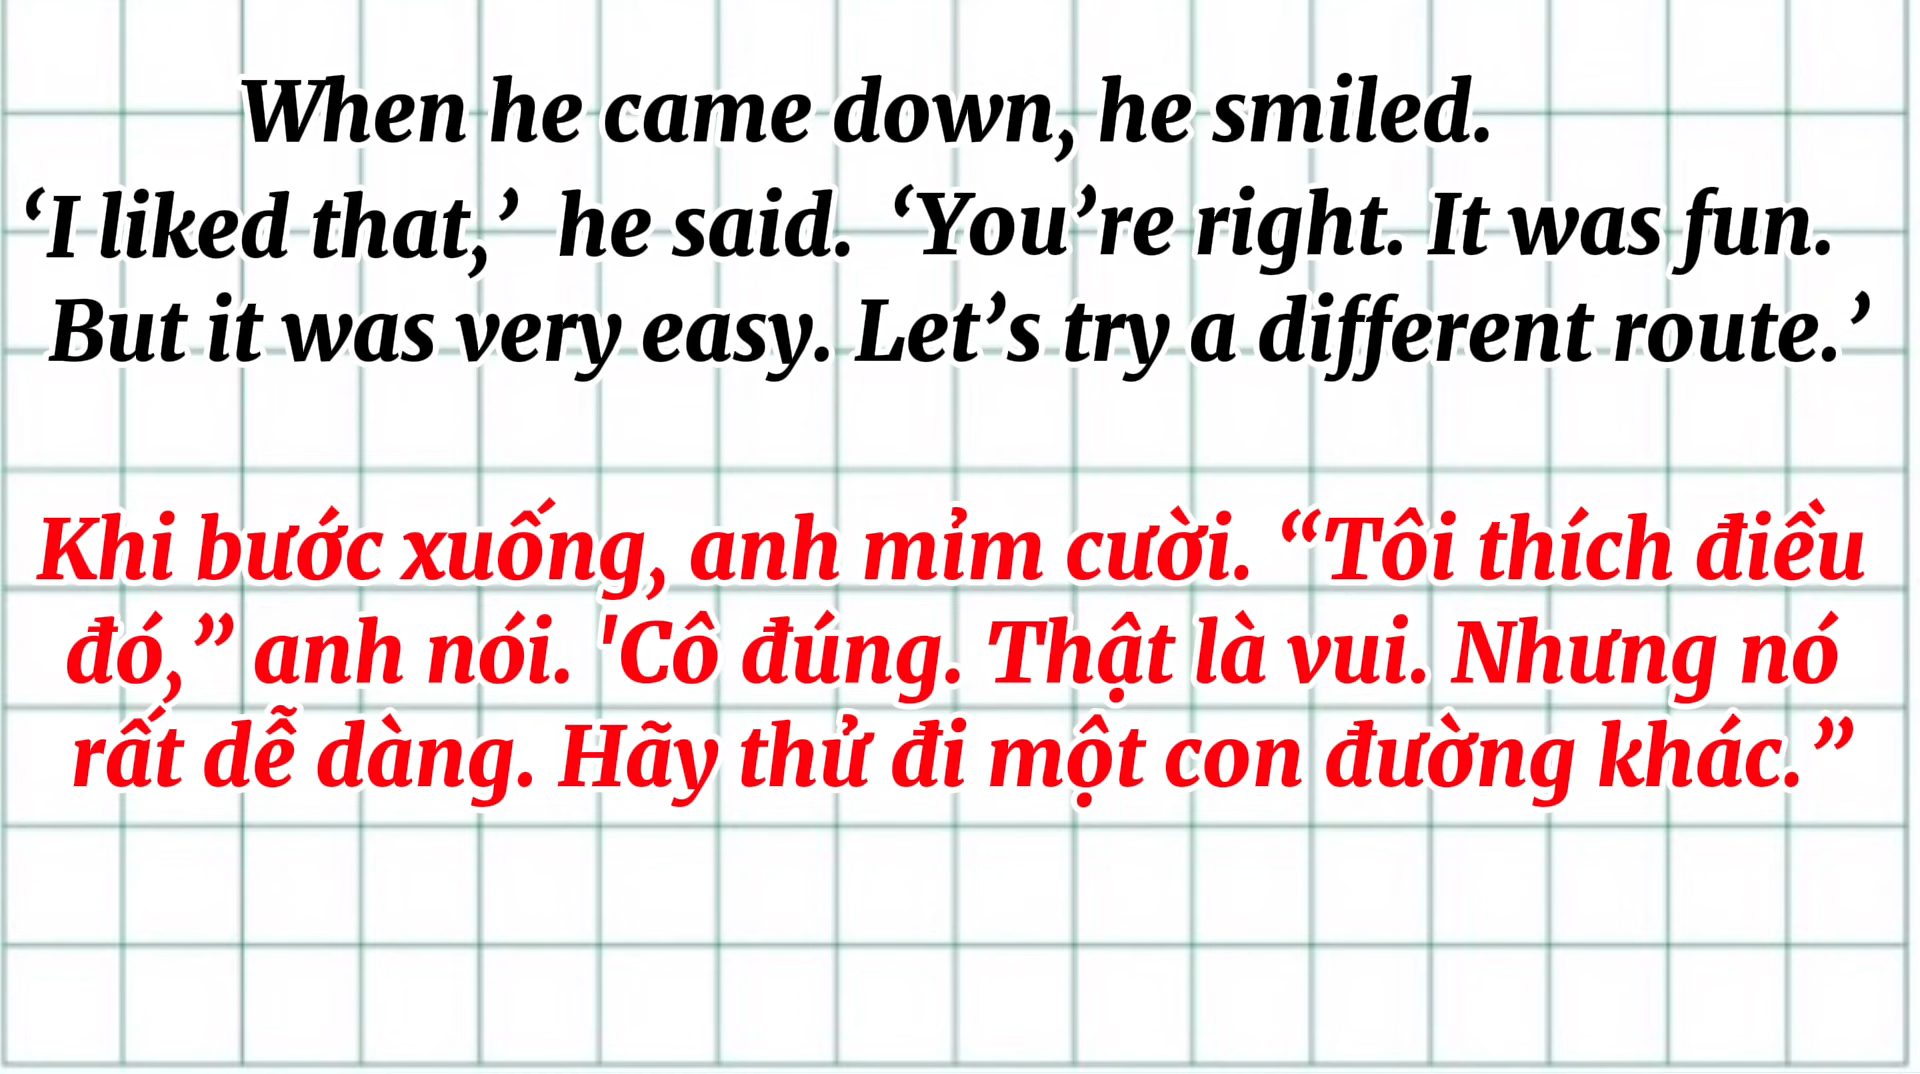 When he came down, he smiled.
‘I liked that,’ he said. ‘You’re right. It was fun.
But it was very easy. Let’s try a different route.’
Khi bước xuống, anh mỉm cười. “Tôi thích điều
đó,” anh nói. 'Cô đúng. Thật là vui. Nhưng nó
rất dễ dàng. Hãy thử đi một con đường khác.”